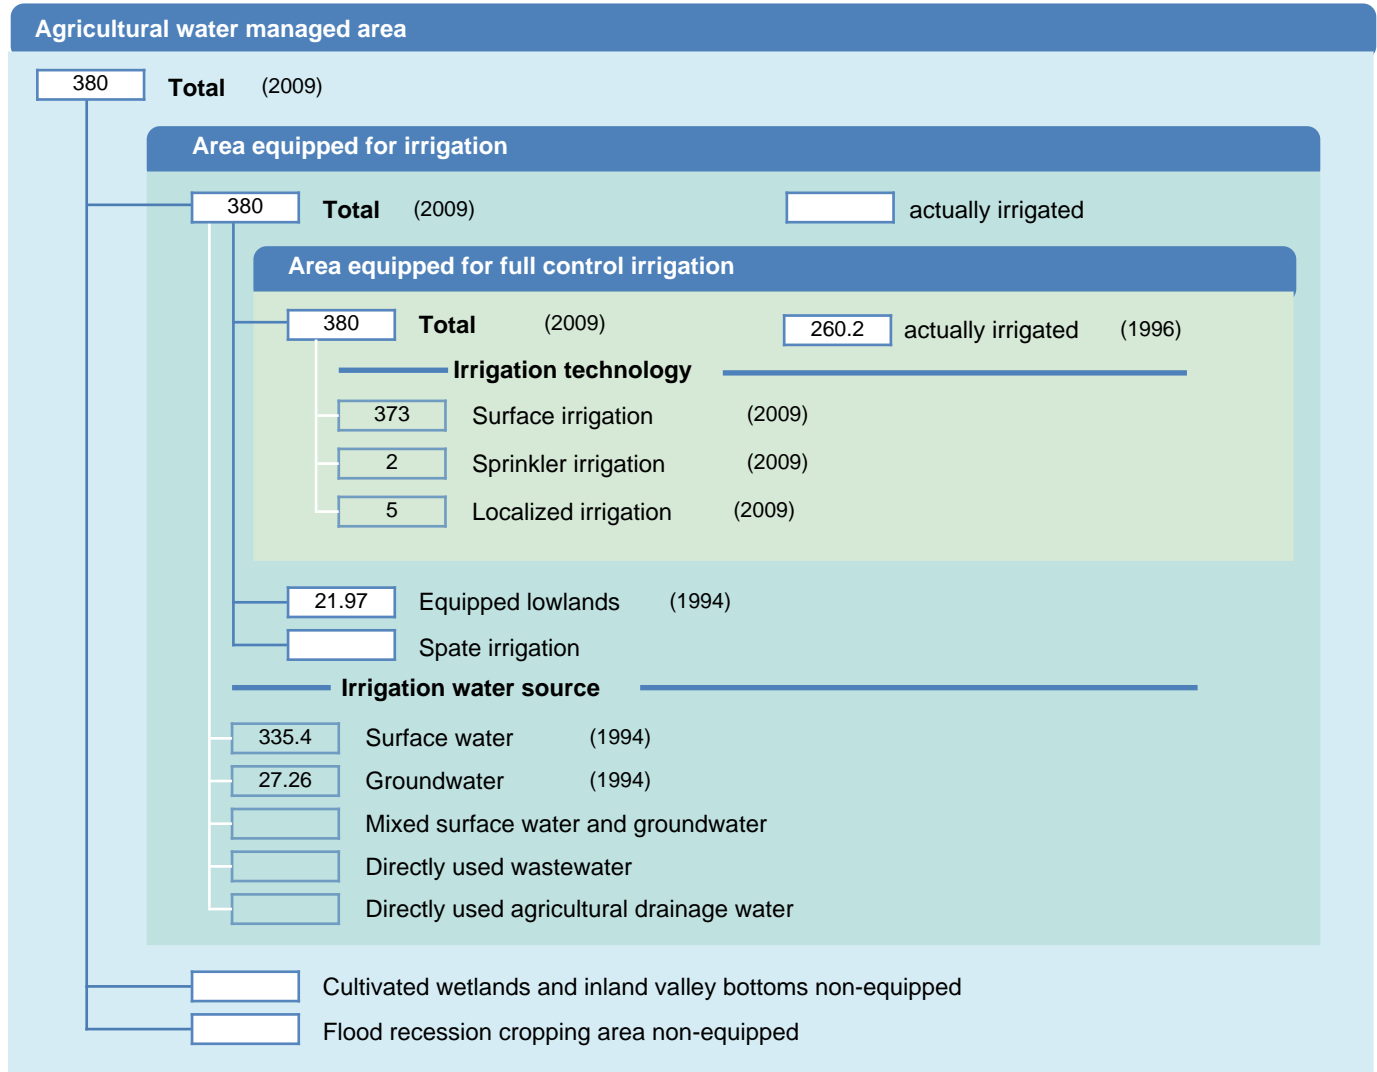 Agricultural water managed area
380 Total (2009)
Area equipped for irrigation
380 Total (2009) actually irrigated
Area equipped for full control irrigation
380 Total (2009) 260.2 actually irrigated (1996)
Irrigation technology
373 Surface irrigation (2009)
2 Sprinkler irrigation (2009)
5 Localized irrigation (2009)
21.97 Equipped lowlands (1994)
Spate irrigation
Irrigation water source
335.4 Surface water (1994)
27.26 Groundwater (1994)
Mixed surface water and groundwater
Directly used wastewater
Directly used agricultural drainage water
Cultivated wetlands and inland valley bottoms non-equipped
Flood recession cropping area non-equipped